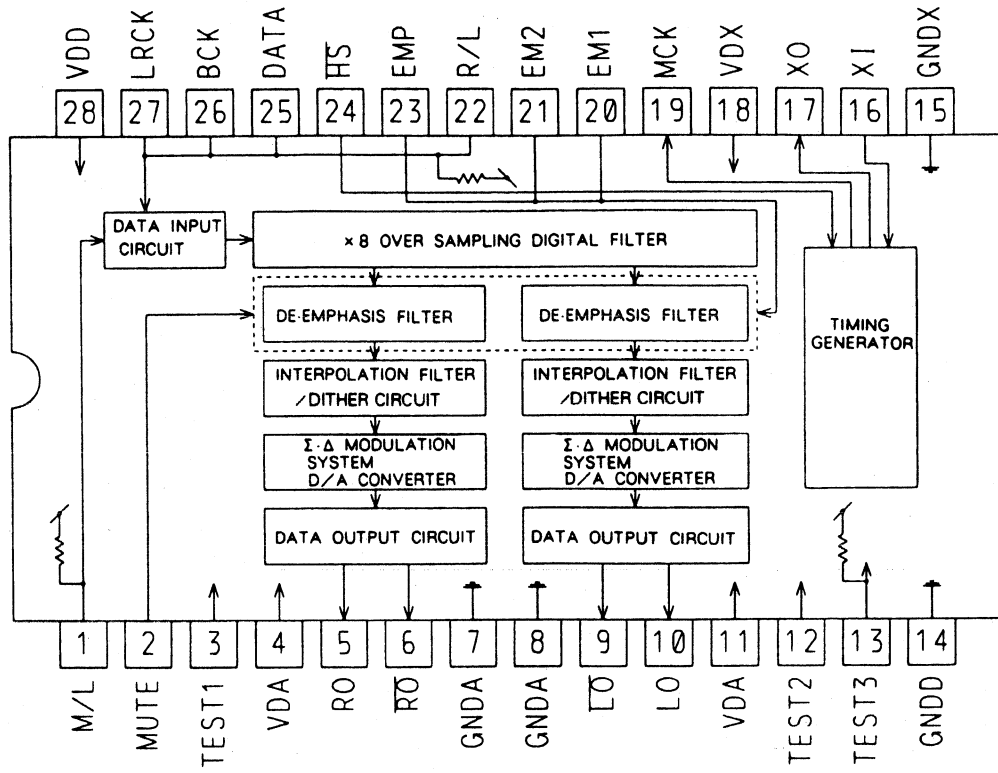 VDD LRCK BCK DATA H̅S̅ EMP R/L EM2 EM1 MCK VDX XO XI GNDX
28 27 26 25 24 23 22 21 20 19 18 17 16 15
DATA INPUT
CIRCUIT
×8 OVER SAMPLING DIGITAL FILTER
DE·EMPHASIS FILTER
DE·EMPHASIS FILTER
TIMING
GENERATOR
INTERPOLATION FILTER
/DITHER CIRCUIT
INTERPOLATION FILTER
/DITHER CIRCUIT
Σ·Δ MODULATION
SYSTEM
D/A CONVERTER
Σ·Δ MODULATION
SYSTEM
D/A CONVERTER
DATA OUTPUT CIRCUIT
DATA OUTPUT CIRCUIT
1 2 3 4 5 6 7 8 9 10 11 12 13 14
M/L MUTE TEST1 VDA RO R̅O̅ GNDA GNDA L̅O̅ LO VDA TEST2 TEST3 GNDD